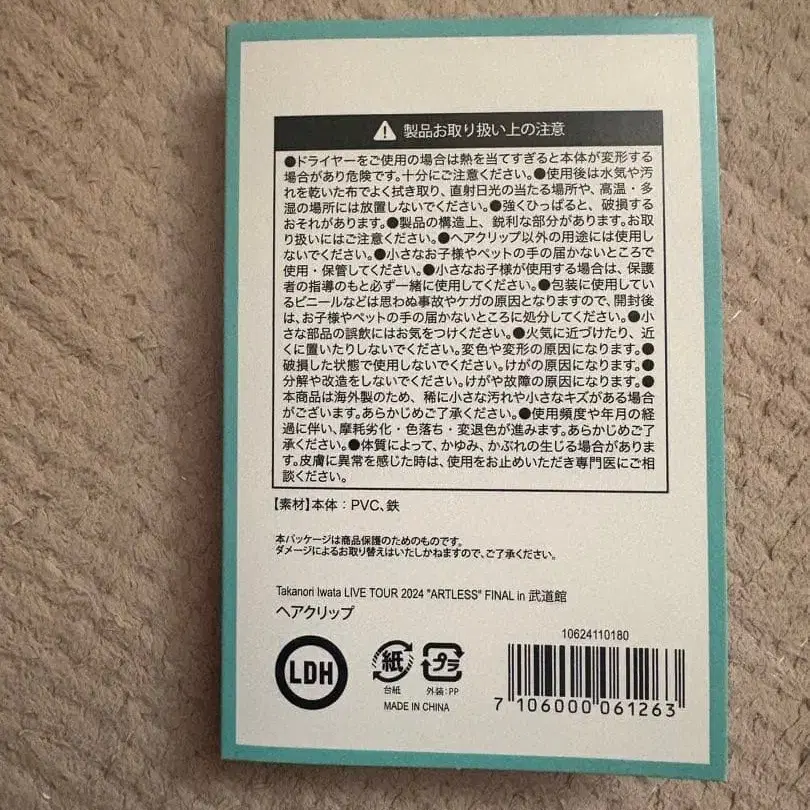 製品お取り扱い上の注意
●ドライヤーをご使用の場合は熱を当てすぎると本体が変形する
場合があり危険です。十分にご注意ください。●使用後は水気や汚
れを乾いた布でよく拭き取り、直射日光の当たる場所や、高温・多
湿の場所には放置しないでください。●強くひっぱると、破損する
おそれがあります。●製品の構造上、鋭利な部分があります。お取
り扱いにはご注意ください。●ヘアクリップ以外の用途には使用し
ないでください。●小さなお子様やペットの手の届かないところで
使用・保管してください。●小さなお子様が使用する場合は、保護
者の指導のもと必ず一緒に使用してください。●包装に使用して
いるビニールなどは思わぬ事故やケガの原因となりますので、開封後
は、お子様やペットの手の届かないところに処分してください。●小
さな部品の誤飲にはお気をつけください。●火気に近づけたり、近
くに置いたりしないでください。変色や変形の原因になります。●
破損した状態で使用しないでください。けがの原因になります。●
分解や改造をしないでください。けがや故障の原因になります。●
本商品は海外製のため、稀に小さな汚れや小さなキズがある場合
がございます。あらかじめご了承ください。●使用頻度や年月の経
過に伴い、摩耗劣化・色落ち・変退色が進みます。あらかじめご了
承ください。●体質によって、かゆみ、かぶれの生じる場合がありま
す。皮膚に異常を感じた時は、使用をお止めいただき専門医にご相
談ください。
【素材】本体：PVC、鉄
本パッケージは商品保護のためのものです。
ダメージによるお取り替えはいたしかねますので、ご了承ください。
Takanori Iwata LIVE TOUR 2024 "ARTLESS" FINAL in 武道館
ヘアクリップ
10624110180
LDH
紙
プラ
台紙
外装:PP
MADE IN CHINA
7 106000 061263